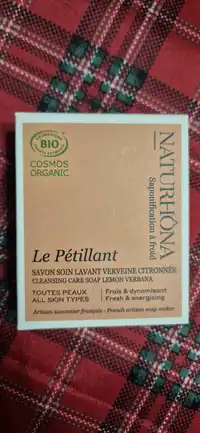 BIO
COSMOS
ORGANIC
NATURHÔNA
Saponification à froid
Le Pétillant
SAVON SOIN LAVANT VERVEINE CITRONNÉE
CLEANSING CARE SOAP LEMON VERBANA
TOUTES PEAUX
ALL SKIN TYPES
Frais & dynamisant
Fresh & energizing
Artisan savonnier français - French artisan soap-maker